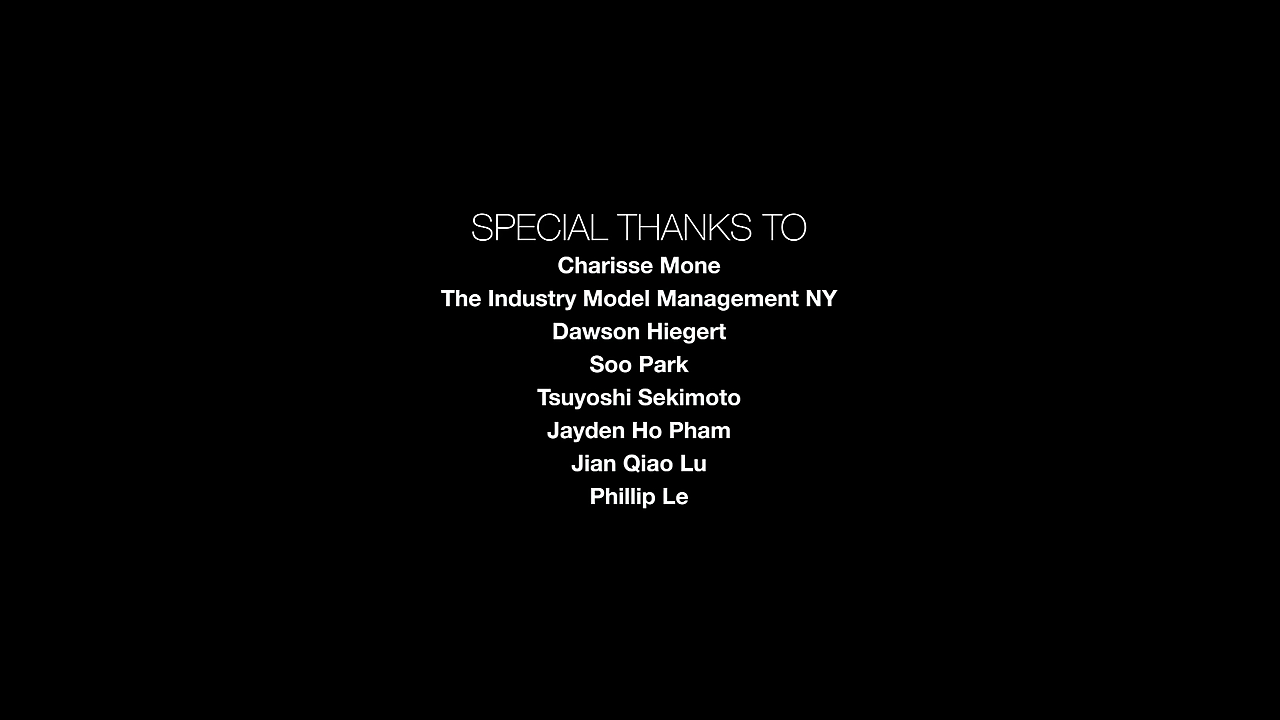 SPECIAL THANKS TO
Charisse Mone
The Industry Model Management NY
Dawson Hiegert
Soo Park
Tsuyoshi Sekimoto
Jayden Ho Pham
Jian Qiao Lu
Phillip Le